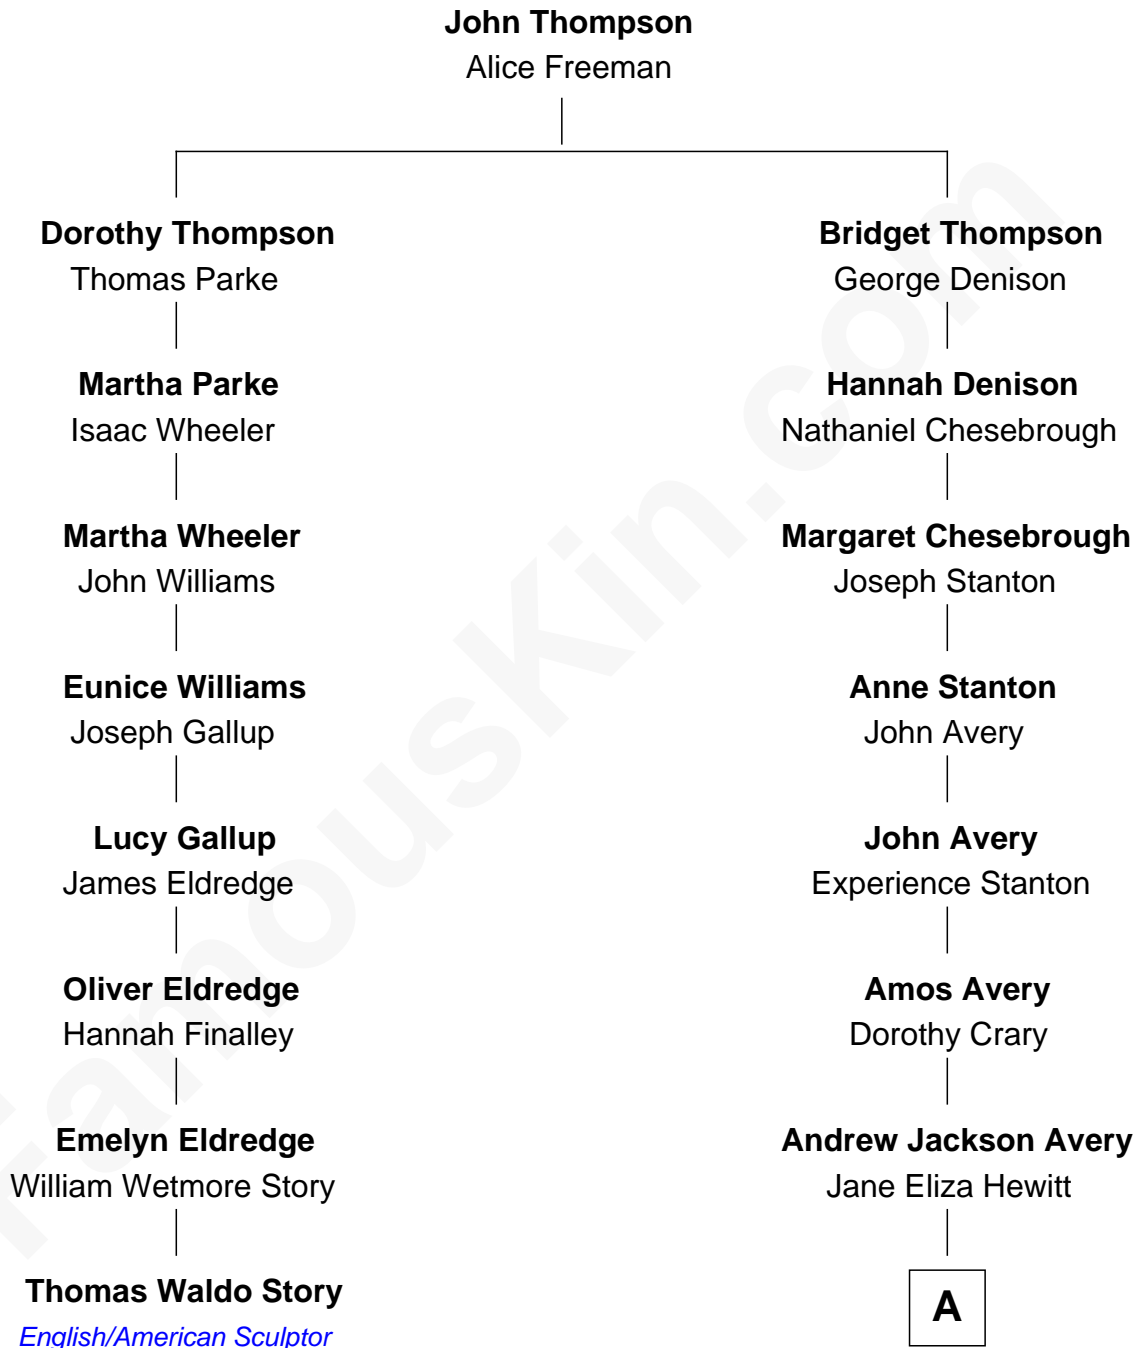 John Thompson
Alice Freeman
Dorothy Thompson
Thomas Parke
Bridget Thompson
George Denison
Martha Parke
Isaac Wheeler
Hannah Denison
Nathaniel Chesebrough
Martha Wheeler
John Williams
Margaret Chesebrough
Joseph Stanton
Eunice Williams
Joseph Gallup
Anne Stanton
John Avery
Lucy Gallup
James Eldredge
John Avery
Experience Stanton
Oliver Eldredge
Hannah Finalley
Amos Avery
Dorothy Crary
Emelyn Eldredge
William Wetmore Story
Andrew Jackson Avery
Jane Eliza Hewitt
Thomas Waldo Story
English/American Sculptor
A
FamousKin.com